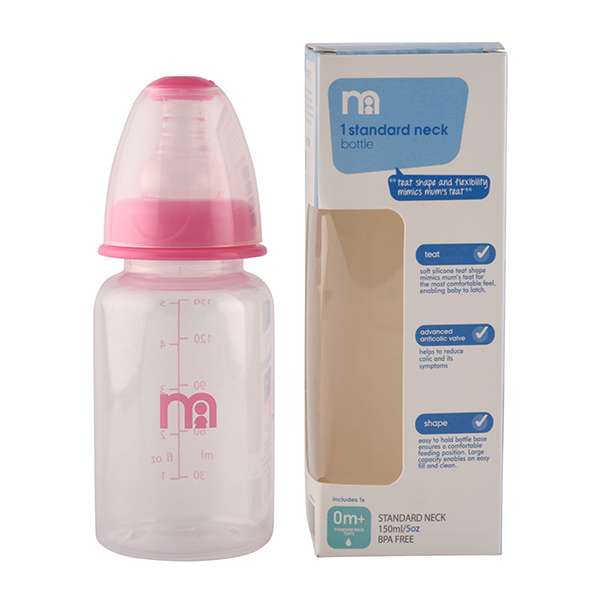 5 150
4 120
3 90
m
2 60
ml fl oz
1 30
m
1 standard neck
bottle
"teat shape and flexibility
mimics mum's teat"
teat
soft silicone teat shape
mimics mum's teat for
the most comfortable feel,
enabling baby to latch.
advanced
anticolic valve
helps to reduce
colic and its
symptoms
shape
easy to hold bottle base
ensures a comfortable
feeding position. Large
capacity enables an easy
fill and clean.
includes 1x
0m+
STANDARD NECK
TEATS
STANDARD NECK
150ml/5oz
BPA FREE